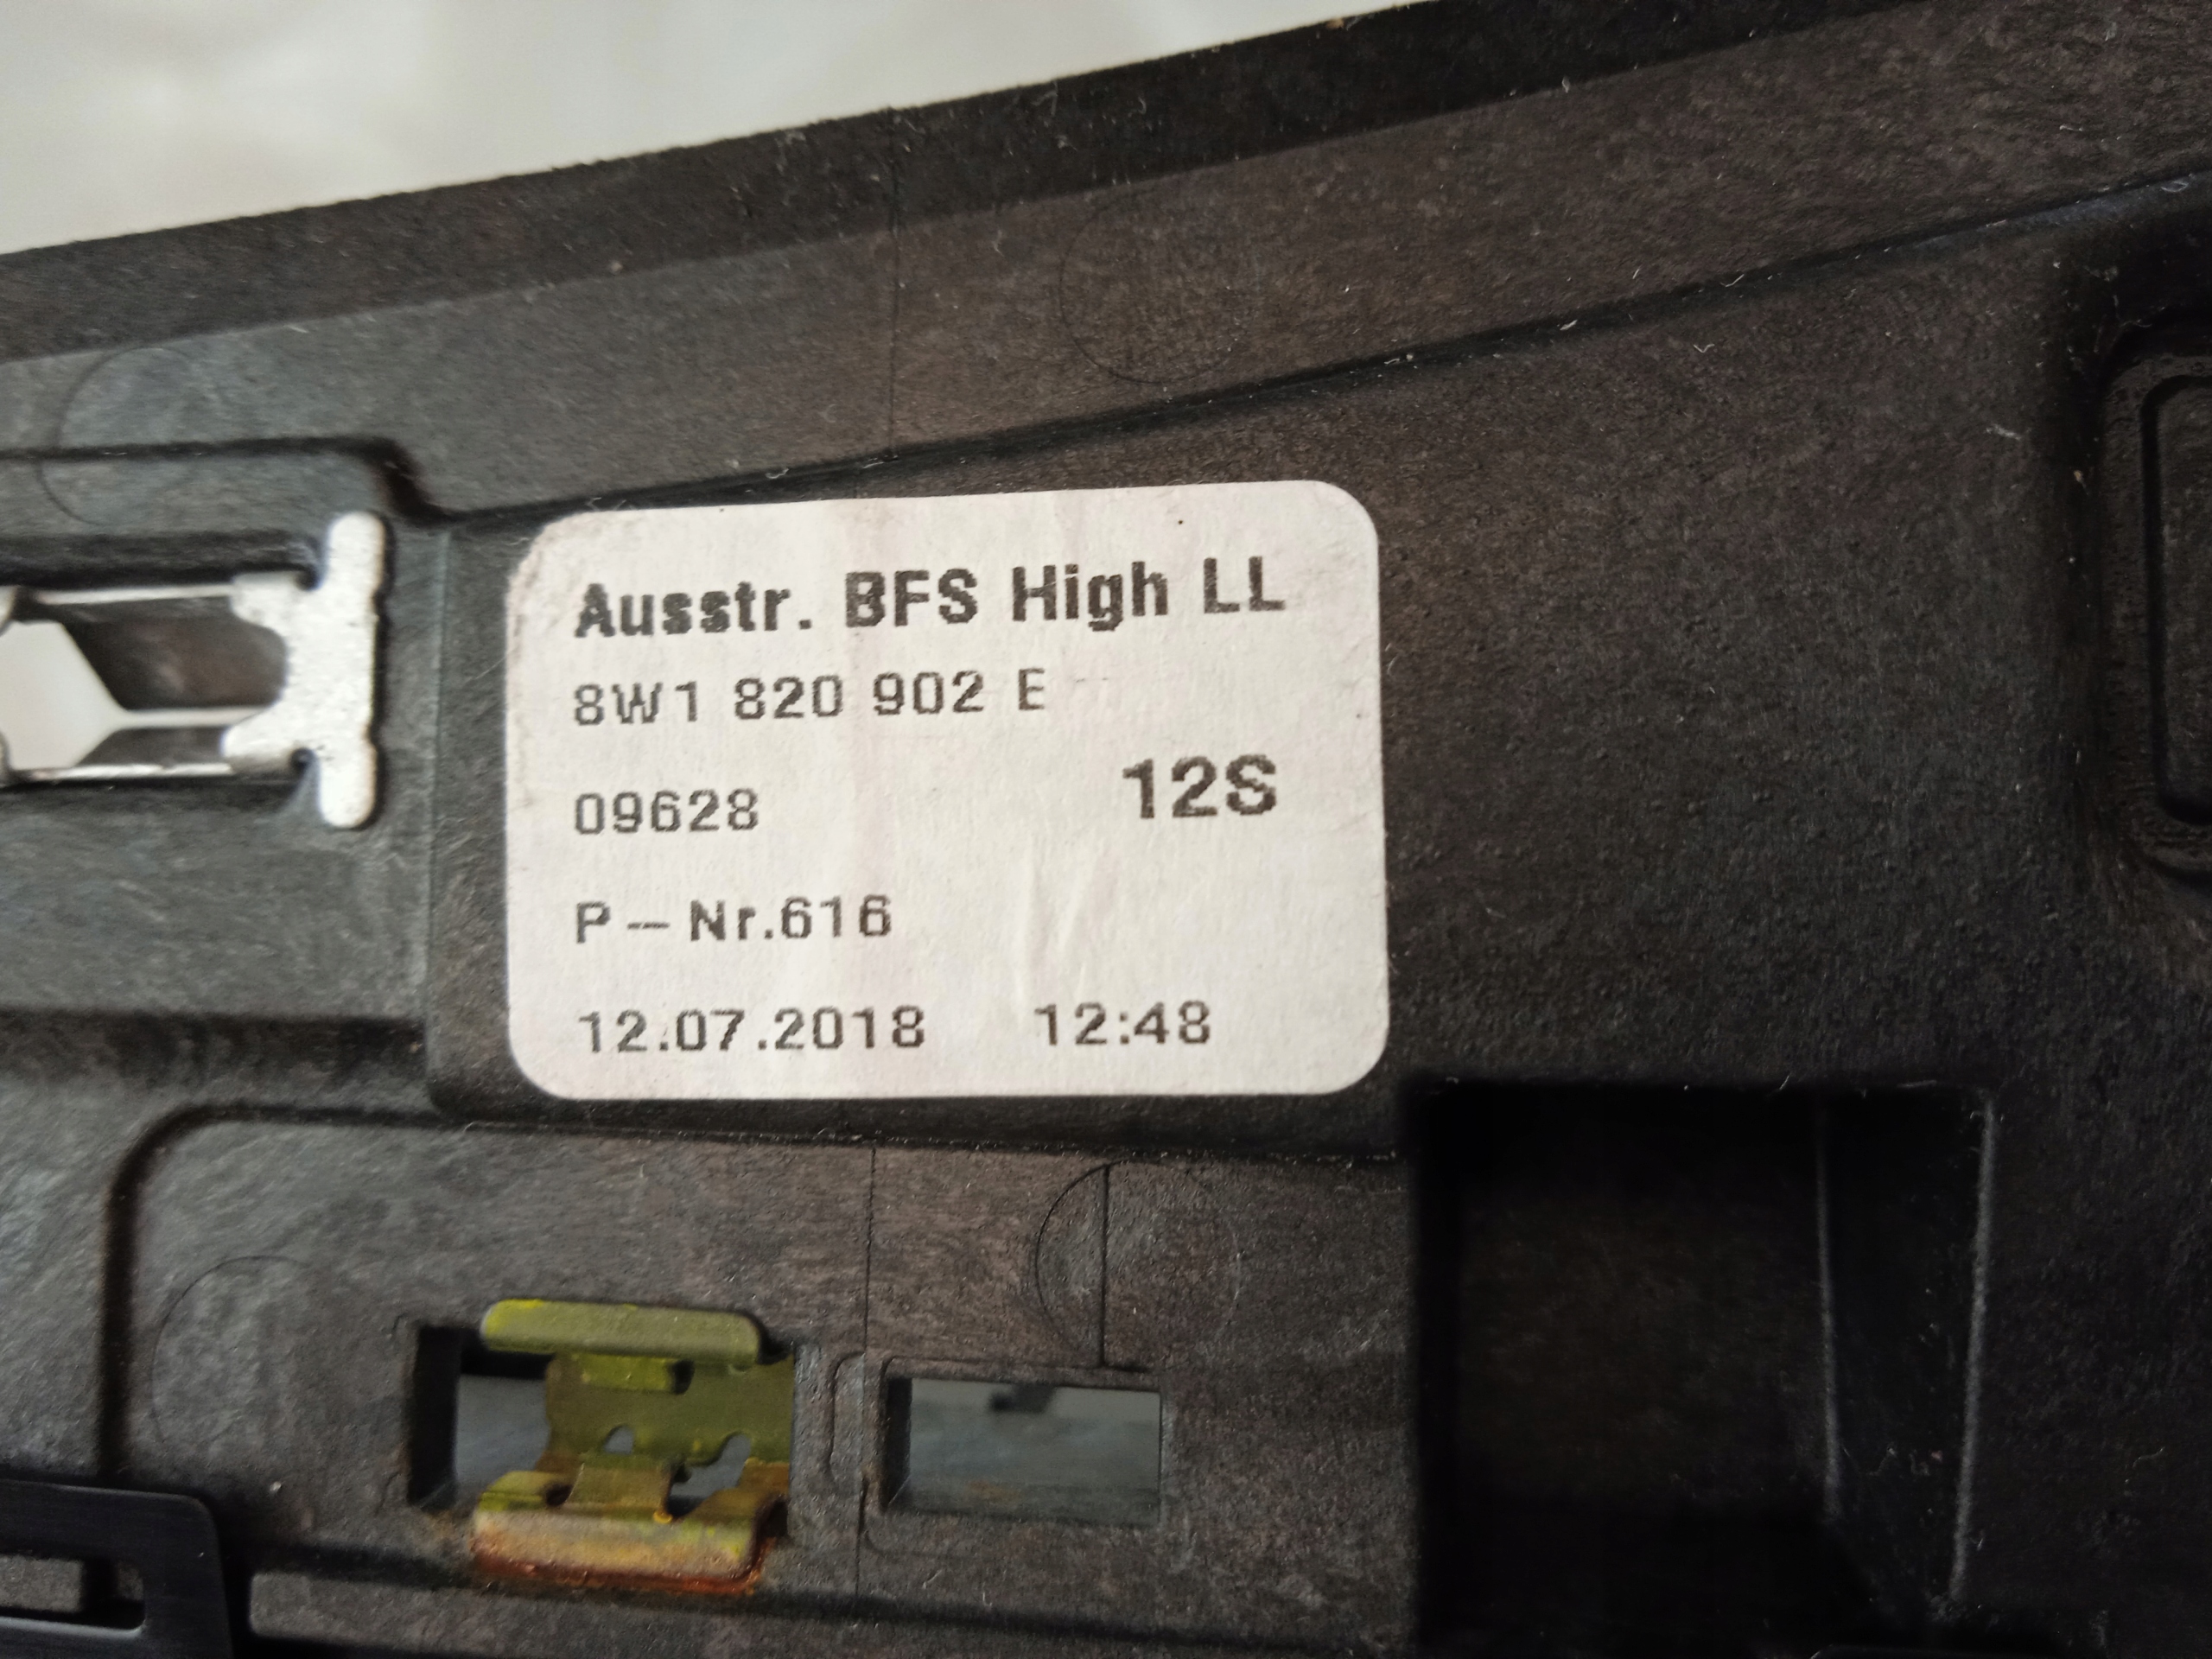 Ausstr. BFS High LL
8W1 820 902 E
09628 12S
P-Nr.616
12.07.2018 12:48